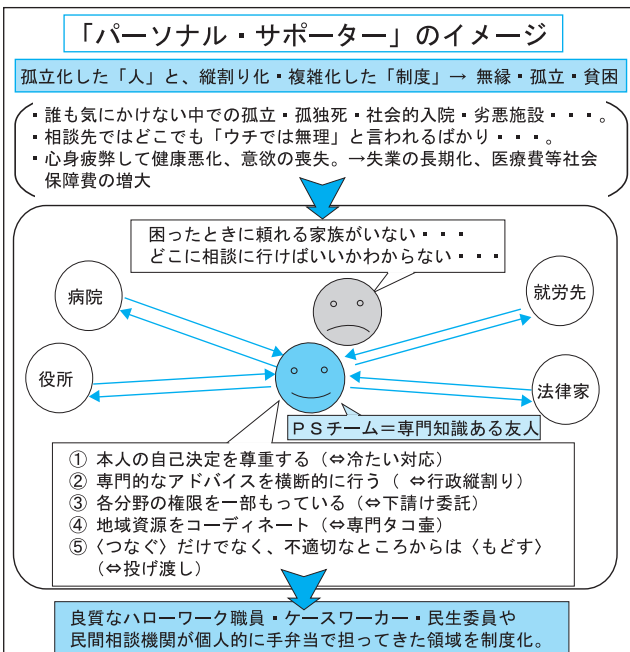 「パーソナル・サポーター」のイメージ
孤立化した「人」と、縦割り化・複雑化した「制度」→ 無縁・孤立・貧困
・誰も気にかけない中での孤立・孤独死・社会的入院・劣悪施設・・・。
・相談先ではどこでも「ウチでは無理」と言われるばかり・・・。
・心身疲弊して健康悪化、意欲の喪失。→失業の長期化、医療費等社会
保障費の増大
困ったときに頼れる家族がいない・・・
どこに相談に行けばいいかわからない・・・
病院
就労先
役所
法律家
PSチーム=専門知識ある友人
① 本人の自己決定を尊重する(⇔冷たい対応)
② 専門的なアドバイスを横断的に行う( ⇔行政縦割り)
③ 各分野の権限を一部もっている(⇔下請け委託)
④ 地域資源をコーディネート(⇔専門タコ壷)
⑤〈つなぐ〉だけでなく、不適切なところからは〈もどす〉
(⇔投げ渡し)
良質なハローワーク職員・ケースワーカー・民生委員や
民間相談機関が個人的に手弁当で担ってきた領域を制度化。